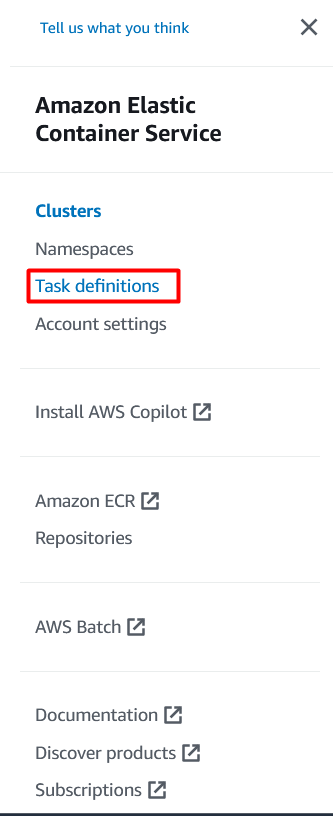 Tell us what you think
Amazon Elastic
Container Service
Clusters
Namespaces
Task definitions
Account settings
Install AWS Copilot
Amazon ECR
Repositories
AWS Batch
Documentation
Discover products
Subscriptions